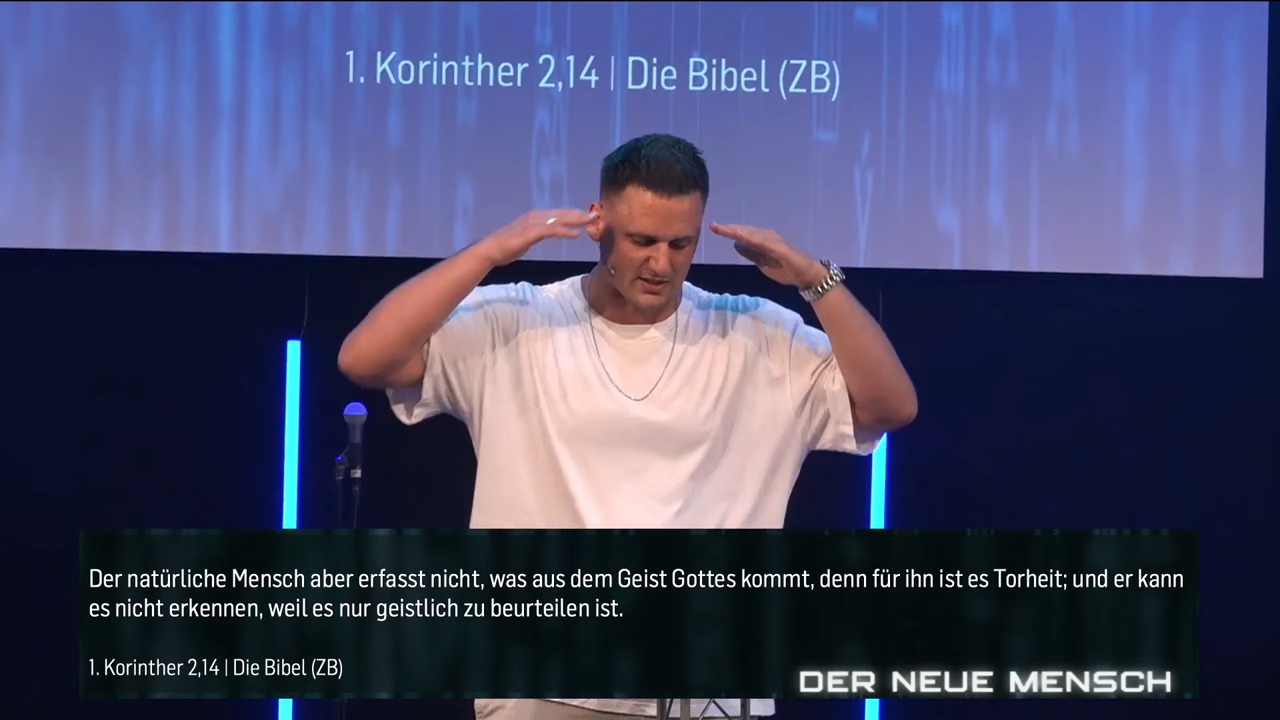 1. Korinther 2,14 | Die Bibel (ZB)
Der natürliche Mensch aber erfasst nicht, was aus dem Geist Gottes kommt, denn für ihn ist es Torheit; und er kann
es nicht erkennen, weil es nur geistlich zu beurteilen ist.
1. Korinther 2,14 | Die Bibel (ZB)
DER NEUE MENSCH